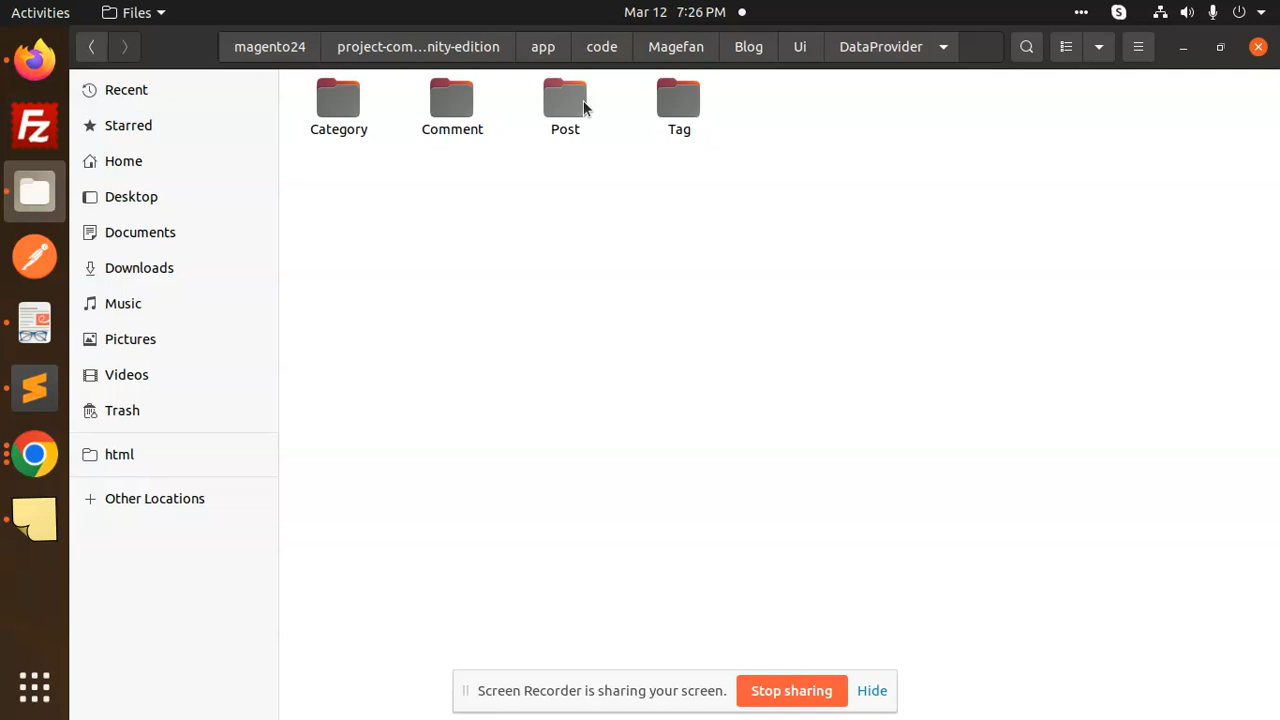 Activities Files Mar 12 7:26 PM
magento24 project-com...nity-edition app code Magefan Blog Ui DataProvider
Recent
Starred
Home
Desktop
Documents
Downloads
Music
Pictures
Videos
Trash
html
Other Locations
Category Comment Post Tag
Screen Recorder is sharing your screen. Stop sharing Hide